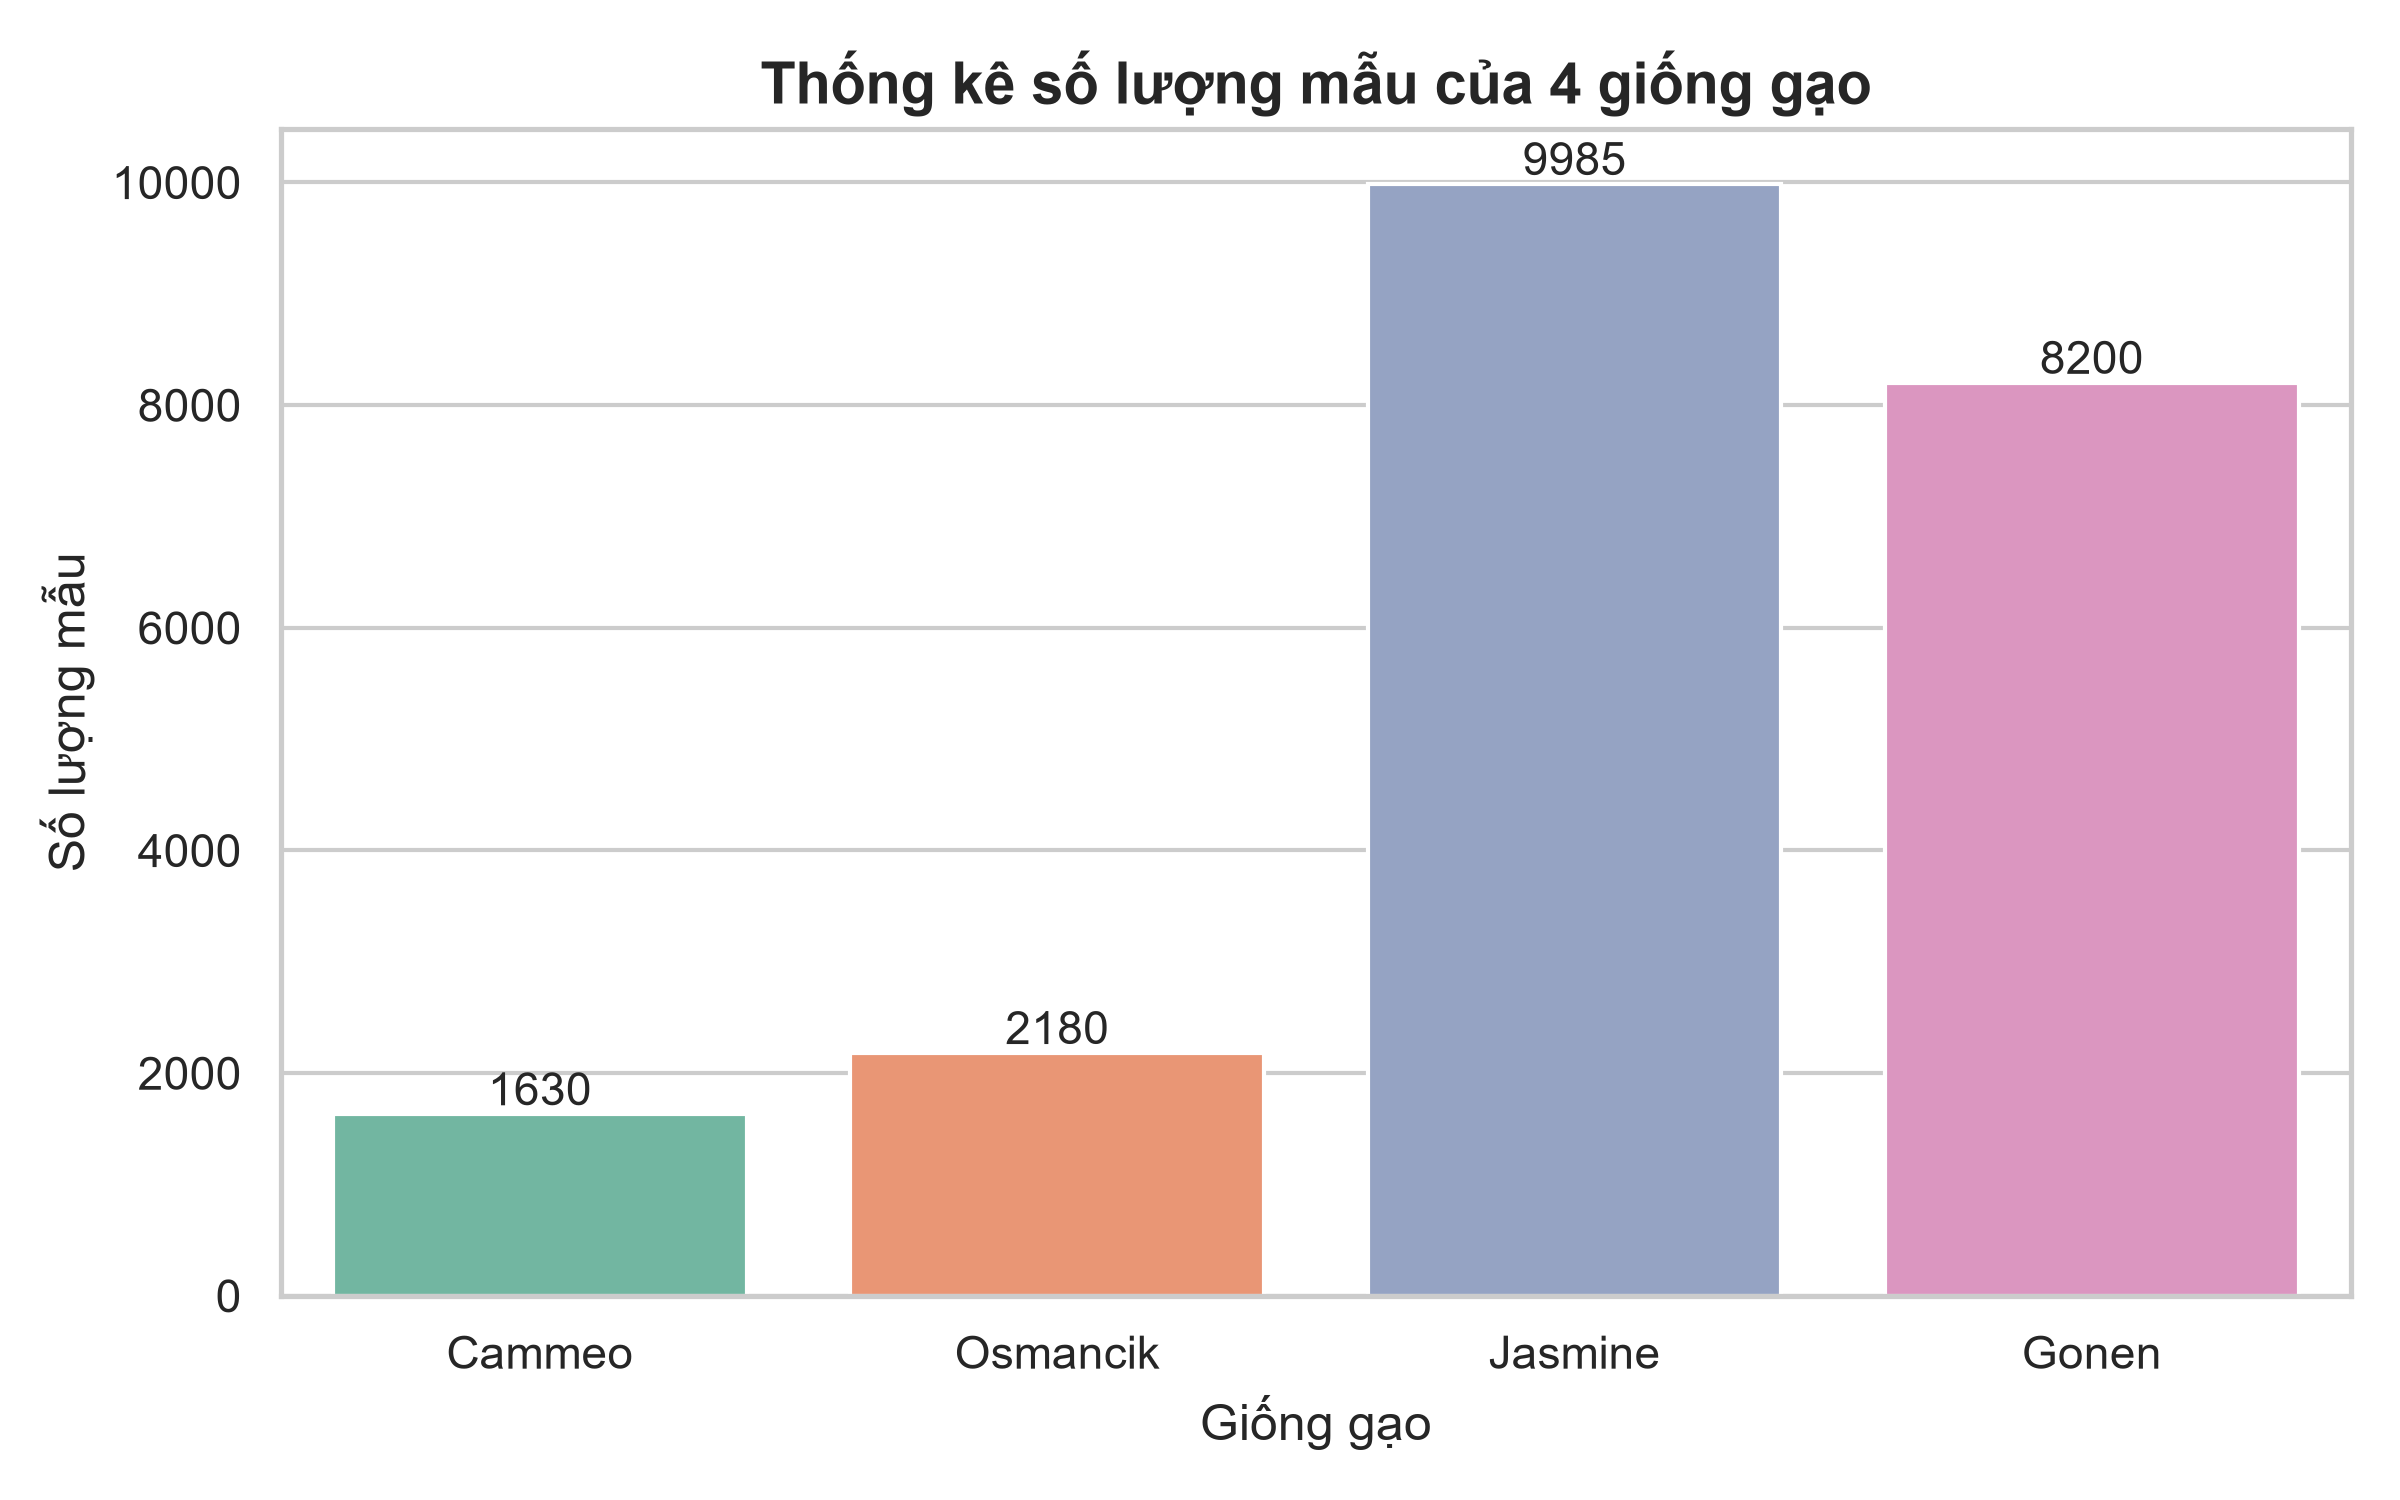 Thống kê số lượng mẫu của 4 giống gạo
Số lượng mẫu
10000
8000
6000
4000
2000
0
1630
2180
9985
8200
Cammeo
Osmancik
Jasmine
Gonen
Giống gạo